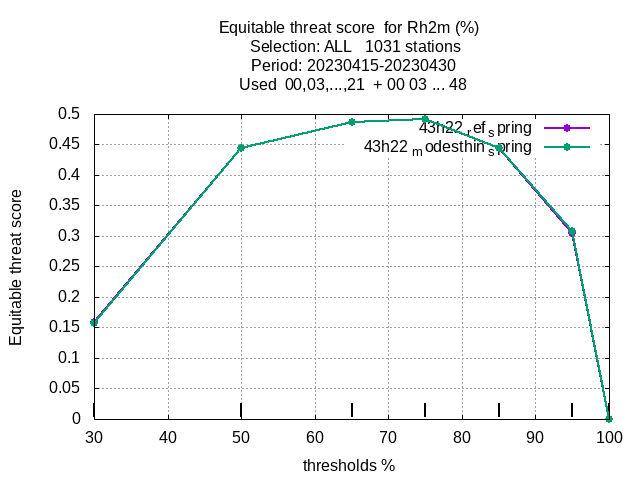 Equitable threat score  for Rh2m (%)
Selection: ALL   1031 stations
Period: 20230415-20230430
Used  00,03,...,21  + 00 03 ... 48
43h22_ref_spring
43h22_modesthin_spring
Equitable threat score
0.5
0.45
0.4
0.35
0.3
0.25
0.2
0.15
0.1
0.05
0
30 40 50 60 70 80 90 100
thresholds %